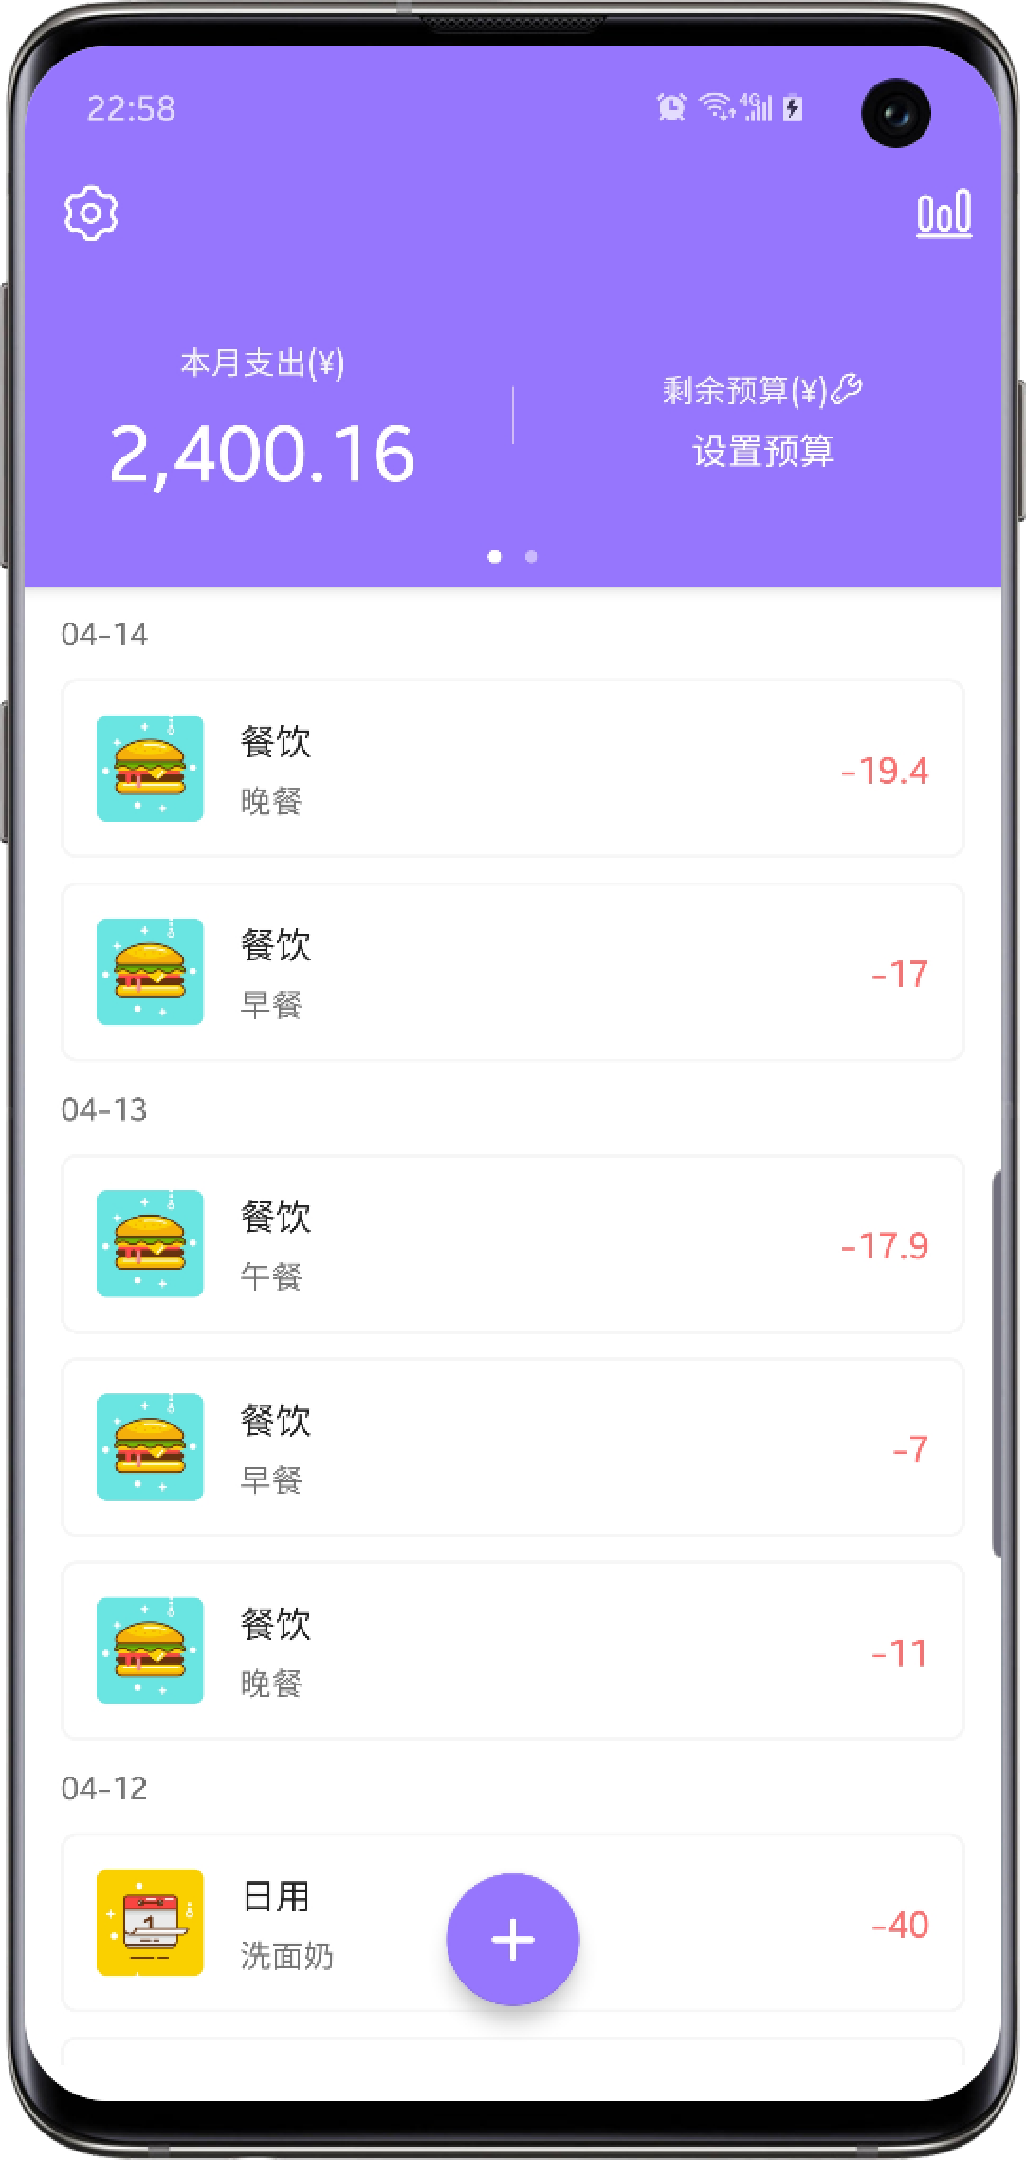 22:58
4G
本月支出(¥)
剩余预算(¥)
2,400.16
设置预算
04-14
餐饮
晚餐
-19.4
餐饮
早餐
-17
04-13
餐饮
午餐
-17.9
餐饮
早餐
-7
餐饮
晚餐
-11
04-12
日用
洗面奶
-40
1